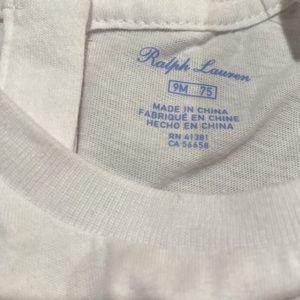 Ralph Lauren
9M 75
MADE IN CHINA
FABRIQUÉ EN CHINE
HECHO EN CHINA
RN 41381
CA 56658